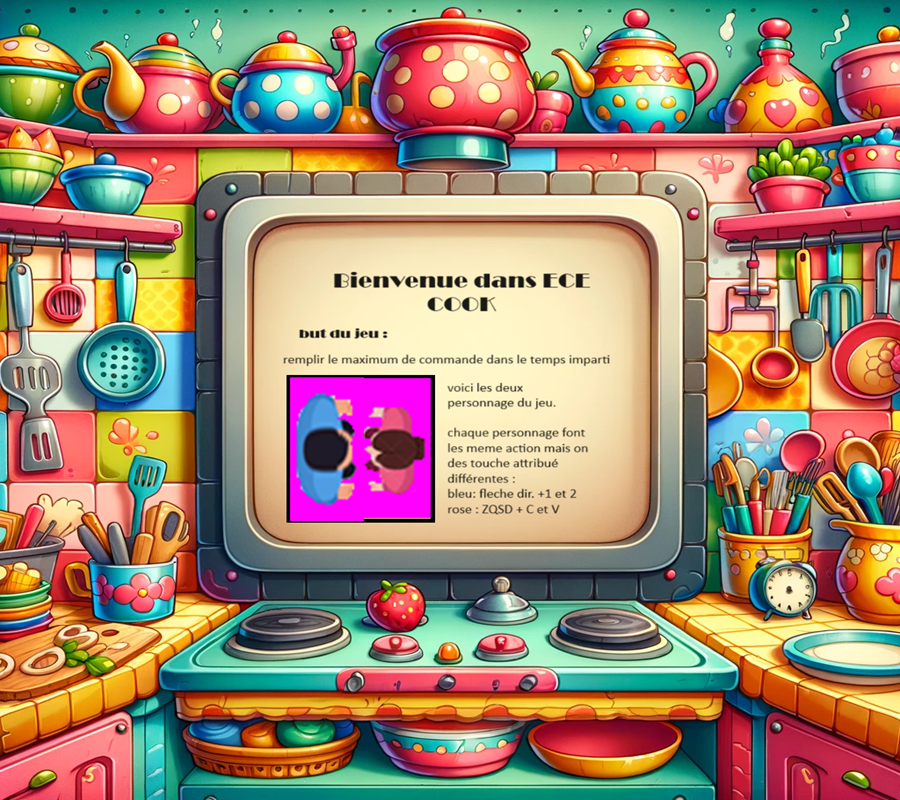 Bienvenue dans ECE
COOK
but du jeu :
remplir le maximum de commande dans le temps imparti
voici les deux
personnage du jeu.
chaque personnage font
les meme action mais on
des touche attribué
différentes :
bleu: fleche dir. +1 et 2
rose : ZQSD + C et V